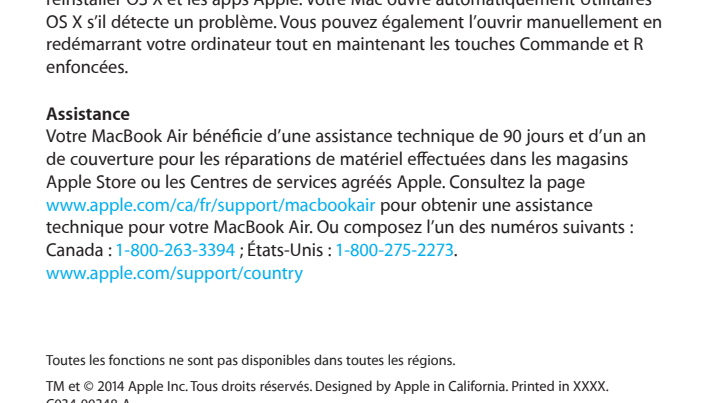 réinstaller OS X et les apps Apple. Votre Mac ouvre automatiquement Utilitaires
OS X s’il détecte un problème. Vous pouvez également l’ouvrir manuellement en
redémarrant votre ordinateur tout en maintenant les touches Commande et R
enfoncées.
Assistance
Votre MacBook Air bénéficie d’une assistance technique de 90 jours et d’un an
de couverture pour les réparations de matériel effectuées dans les magasins
Apple Store ou les Centres de services agréés Apple. Consultez la page
www.apple.com/ca/fr/support/macbookair pour obtenir une assistance
technique pour votre MacBook Air. Ou composez l’un des numéros suivants :
Canada : 1-800-263-3394 ; États-Unis : 1-800-275-2273.
www.apple.com/support/country
Toutes les fonctions ne sont pas disponibles dans toutes les régions.
TM et © 2014 Apple Inc. Tous droits réservés. Designed by Apple in California. Printed in XXXX.
C034-00248-A